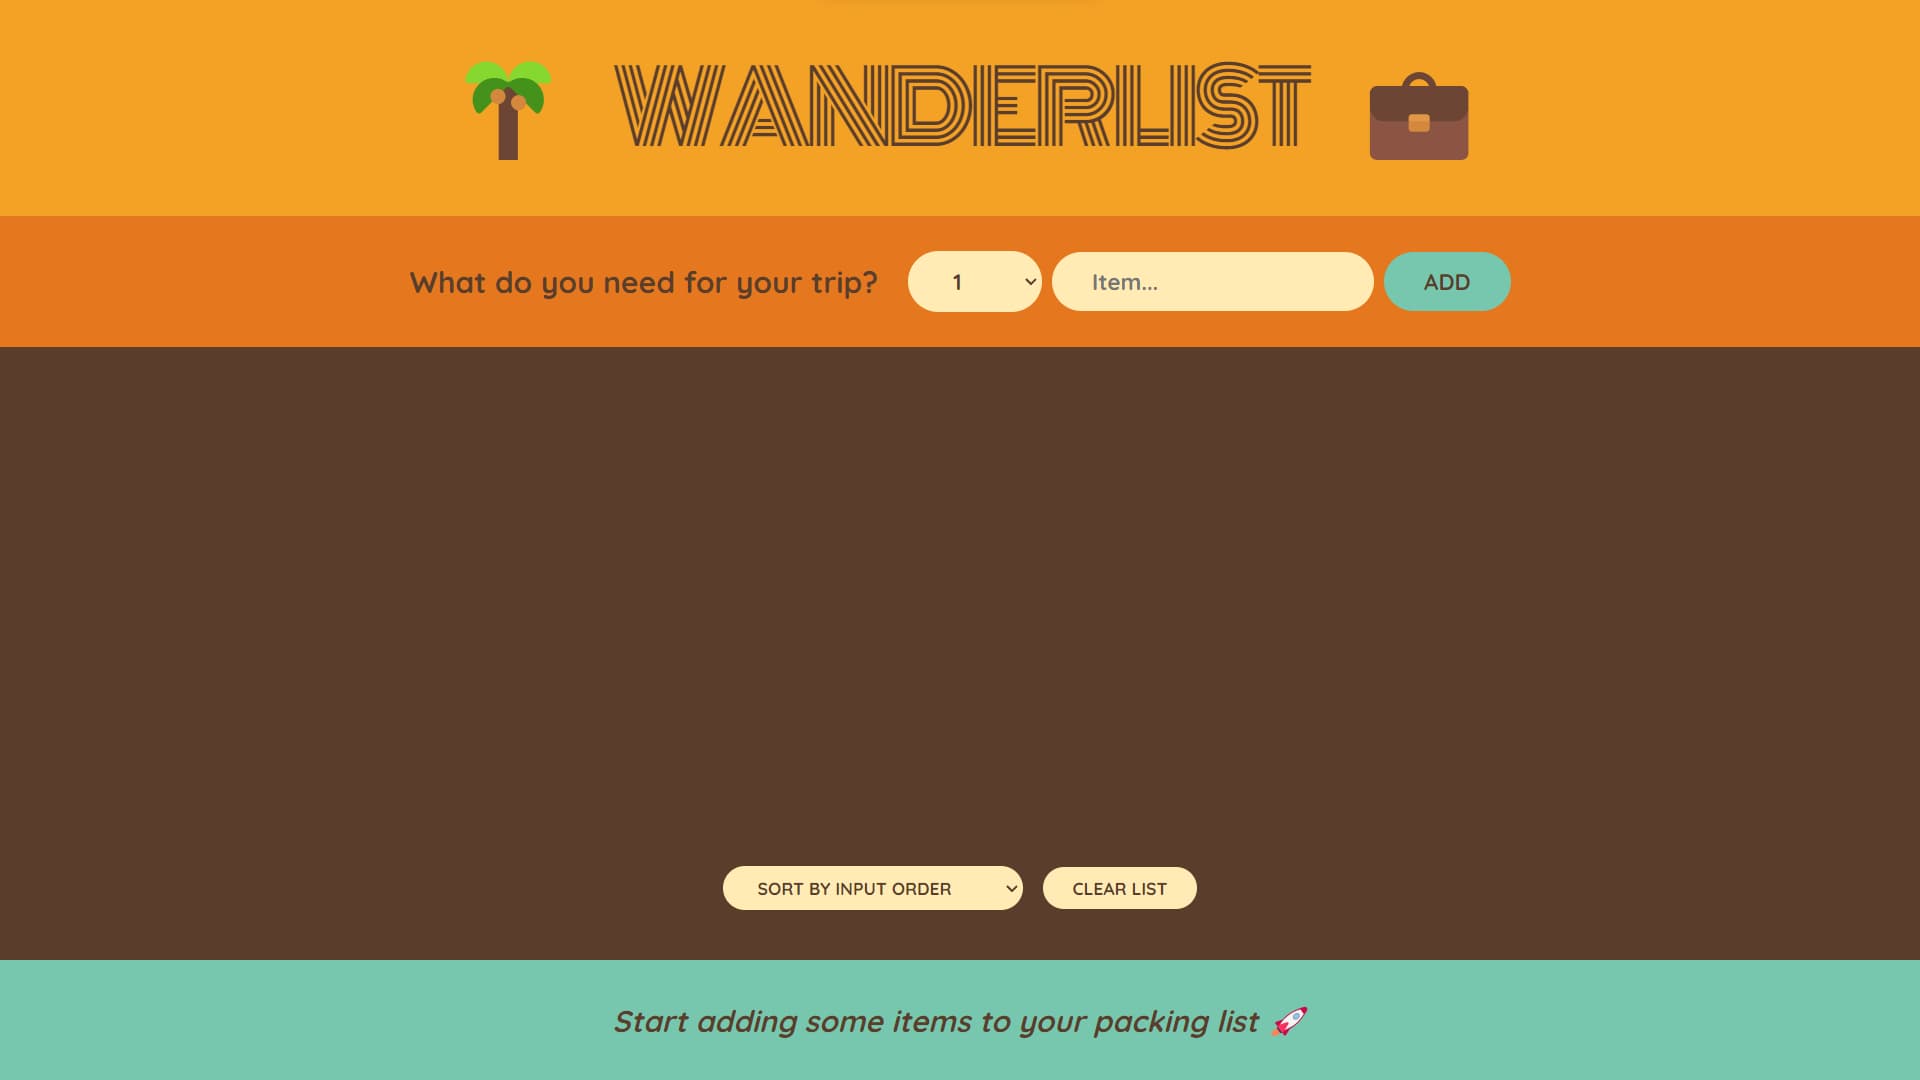 WANDERLIST
What do you need for your trip? 1 Item... ADD
SORT BY INPUT ORDER CLEAR LIST
Start adding some items to your packing list 🚀